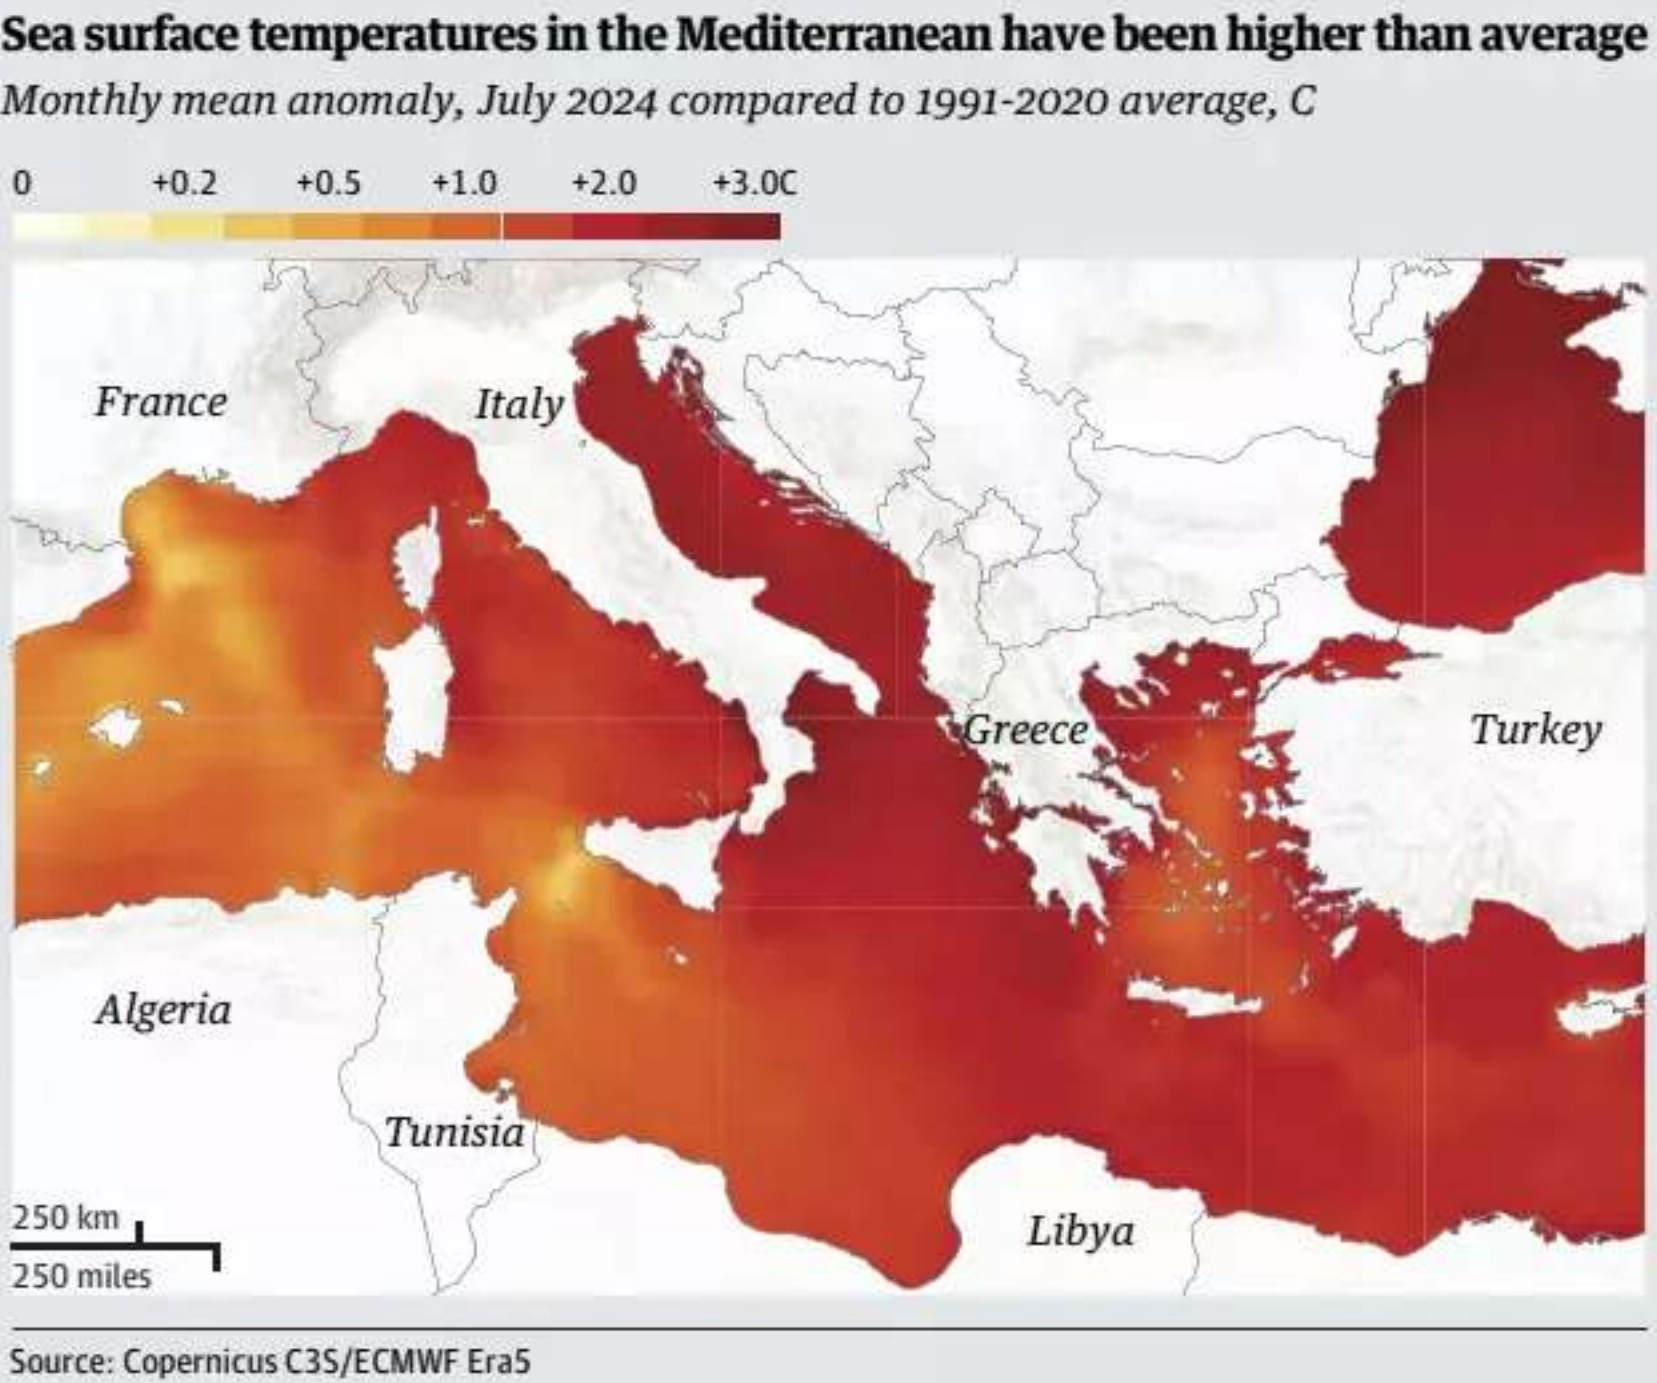 Sea surface temperatures in the Mediterranean have been higher than average
Monthly mean anomaly, July 2024 compared to 1991-2020 average, C
0 +0.2 +0.5 +1.0 +2.0 +3.0C
France
Italy
Greece
Turkey
Algeria
Tunisia
Libya
250 km
250 miles
Source: Copernicus C3S/ECMWF Era5